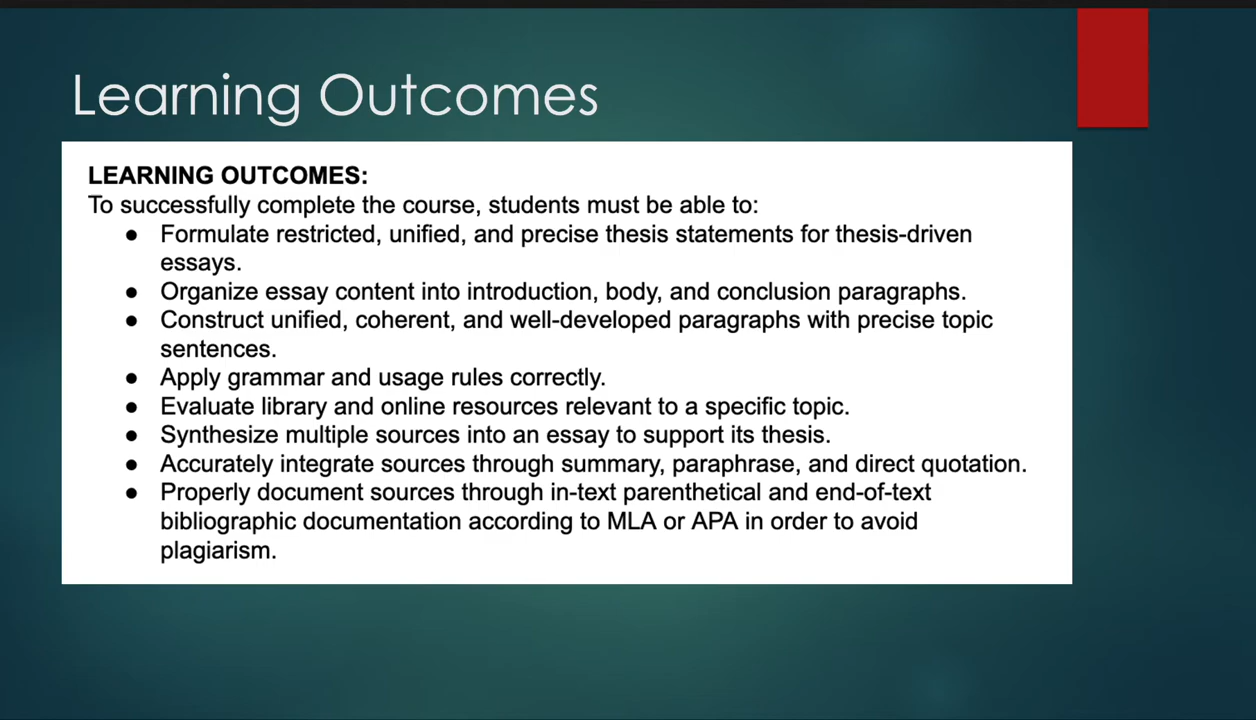 Learning Outcomes
LEARNING OUTCOMES:
To successfully complete the course, students must be able to:
● Formulate restricted, unified, and precise thesis statements for thesis-driven
essays.
● Organize essay content into introduction, body, and conclusion paragraphs.
● Construct unified, coherent, and well-developed paragraphs with precise topic
sentences.
● Apply grammar and usage rules correctly.
● Evaluate library and online resources relevant to a specific topic.
● Synthesize multiple sources into an essay to support its thesis.
● Accurately integrate sources through summary, paraphrase, and direct quotation.
● Properly document sources through in-text parenthetical and end-of-text
bibliographic documentation according to MLA or APA in order to avoid
plagiarism.